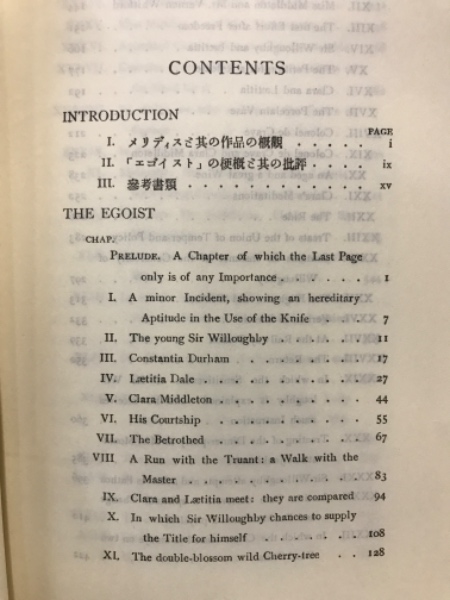 CONTENTS
INTRODUCTION
PAGE
I. メリディスと其の作品の概觀 . . . . . i
II. 「エゴイスト」の梗概と其の批評 . . . . ix
III. 參考書類 . . . . . . . . . . . . xv
THE EGOIST
CHAP.
PRELUDE. A Chapter of which the Last Page
only is of any Importance . . . . . . 1
I. A minor Incident, showing an hereditary
Aptitude in the Use of the Knife . . . 7
II. The young Sir Willoughby . . . . . . 11
III. Constantia Durham . . . . . . . 17
IV. Lætitia Dale . . . . . . . . . . 27
V. Clara Middleton . . . . . . . . 44
VI. His Courtship . . . . . . . . . 55
VII. The Betrothed . . . . . . . . . 67
VIII A Run with the Truant: a Walk with the
Master . . . . . . . . . . . 83
IX. Clara and Lætitia meet: they are compared 94
X. In which Sir Willoughby chances to supply
the Title for himself . . . . . . . 108
XI. The double-blossom wild Cherry-tree . . 128